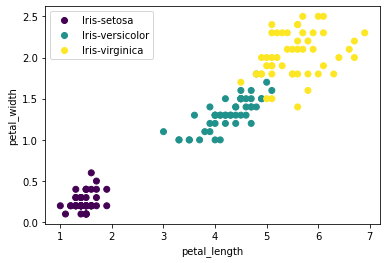 Iris-setosa
Iris-versicolor
Iris-virginica
2.5
2.0
1.5
1.0
0.5
0.0
petal_width
1 2 3 4 5 6 7
petal_length